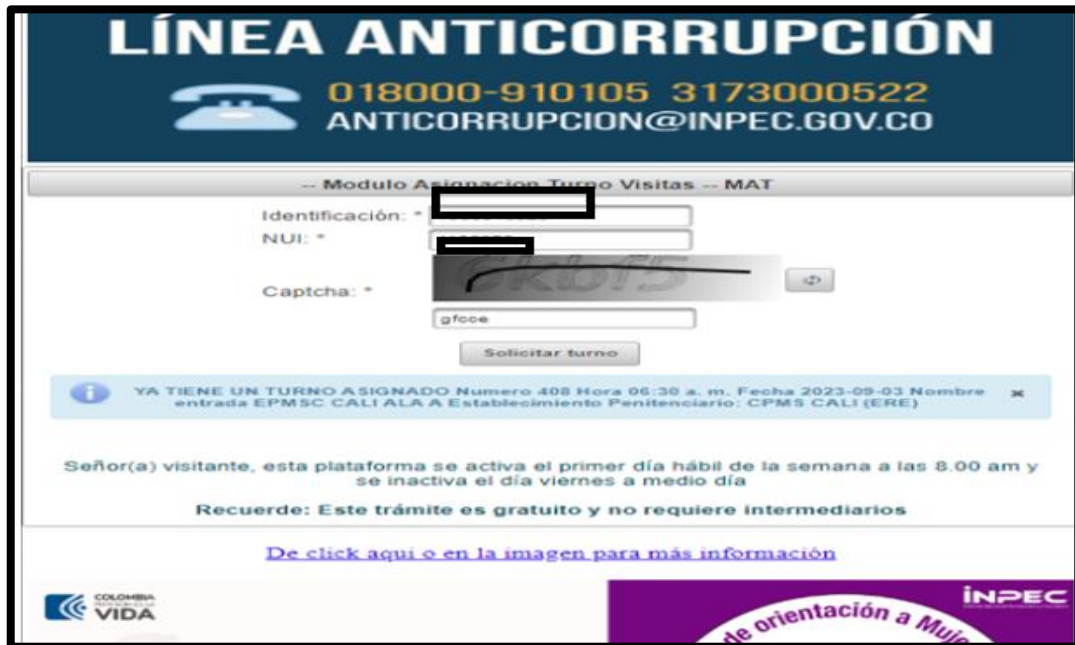 LÍNEA ANTICORRUPCIÓN
018000-910105 3173000522
ANTICORRUPCION@INPEC.GOV.CO
-- Modulo Asignacion Turno Visitas -- MAT
Identificación: *
NUI: *
Captcha: *
gfcce
Solicitar turno
YA TIENE UN TURNO ASIGNADO Numero 408 Hora 06:30 a. m. Fecha 2023-09-03 Nombre
entrada EPMSC CALI ALA A Establecimiento Penitenciario: CPMS CALI (ERE)
Señor(a) visitante, esta plataforma se activa el primer día hábil de la semana a las 8.00 am y
se inactiva el día viernes a medio día
Recuerde: Este trámite es gratuito y no requiere intermediarios
De click aquí o en la imagen para más información
COLOMBIA
VIDA
INPEC
de orientación a